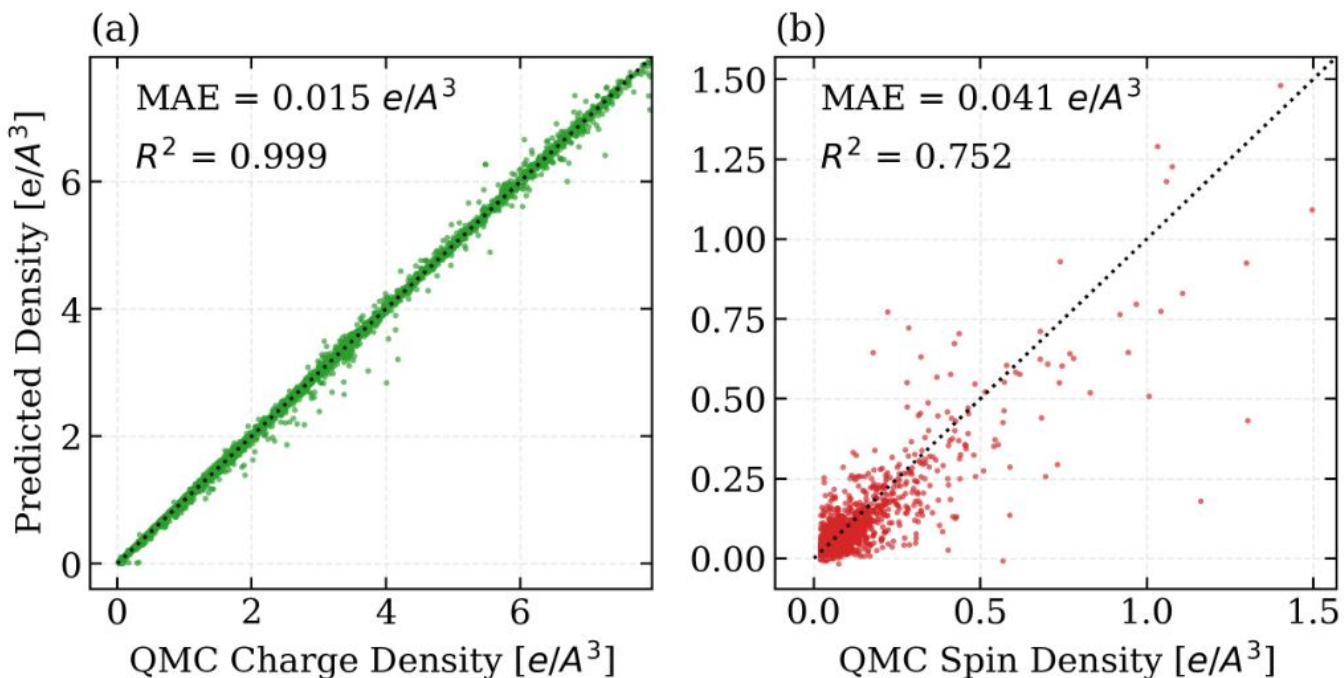 (a)
MAE = 0.015 e/A³
R² = 0.999
Predicted Density [e/A³]
6
4
2
0
0 2 4 6
QMC Charge Density [e/A³]
(b)
MAE = 0.041 e/A³
R² = 0.752
1.50
1.25
1.00
0.75
0.50
0.25
0.00
0.0 0.5 1.0 1.5
QMC Spin Density [e/A³]